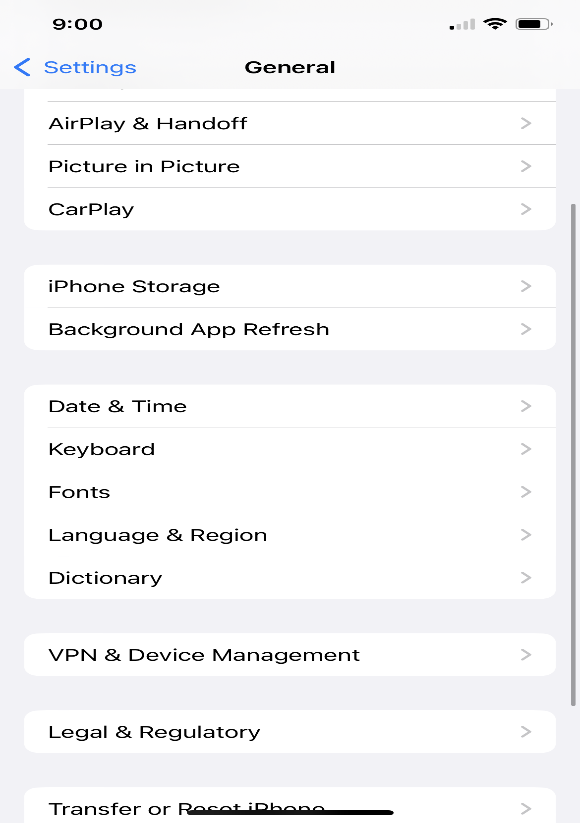 9:00
Settings
General
AirPlay & Handoff
Picture in Picture
CarPlay
iPhone Storage
Background App Refresh
Date & Time
Keyboard
Fonts
Language & Region
Dictionary
VPN & Device Management
Legal & Regulatory
Transfer or Reset iPhone